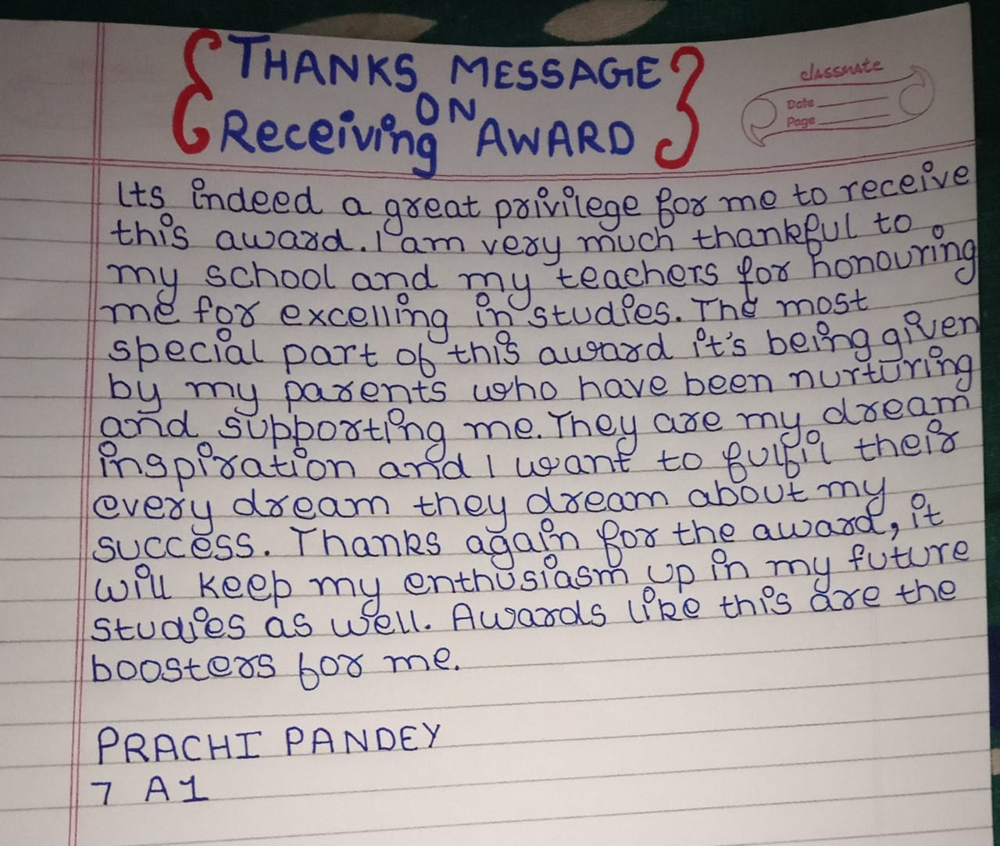 THANKS MESSAGE
ON
Receiving AWARD
classmate
Date
Page
Its indeed a great privilege for me to receive
this award. I am very much thankful to
my school and my teachers for honouring
me for excelling in studies. The most
special part of this award it's being given
by my parents who have been nurturing
and supporting me. They are my dream
inspiration and I want to fulfil their
every dream they dream about my
success. Thanks again for the award, it
will keep my enthusiasm up in my future
studies as well. Awards like this are the
boosters for me.
PRACHI PANDEY
7 A1